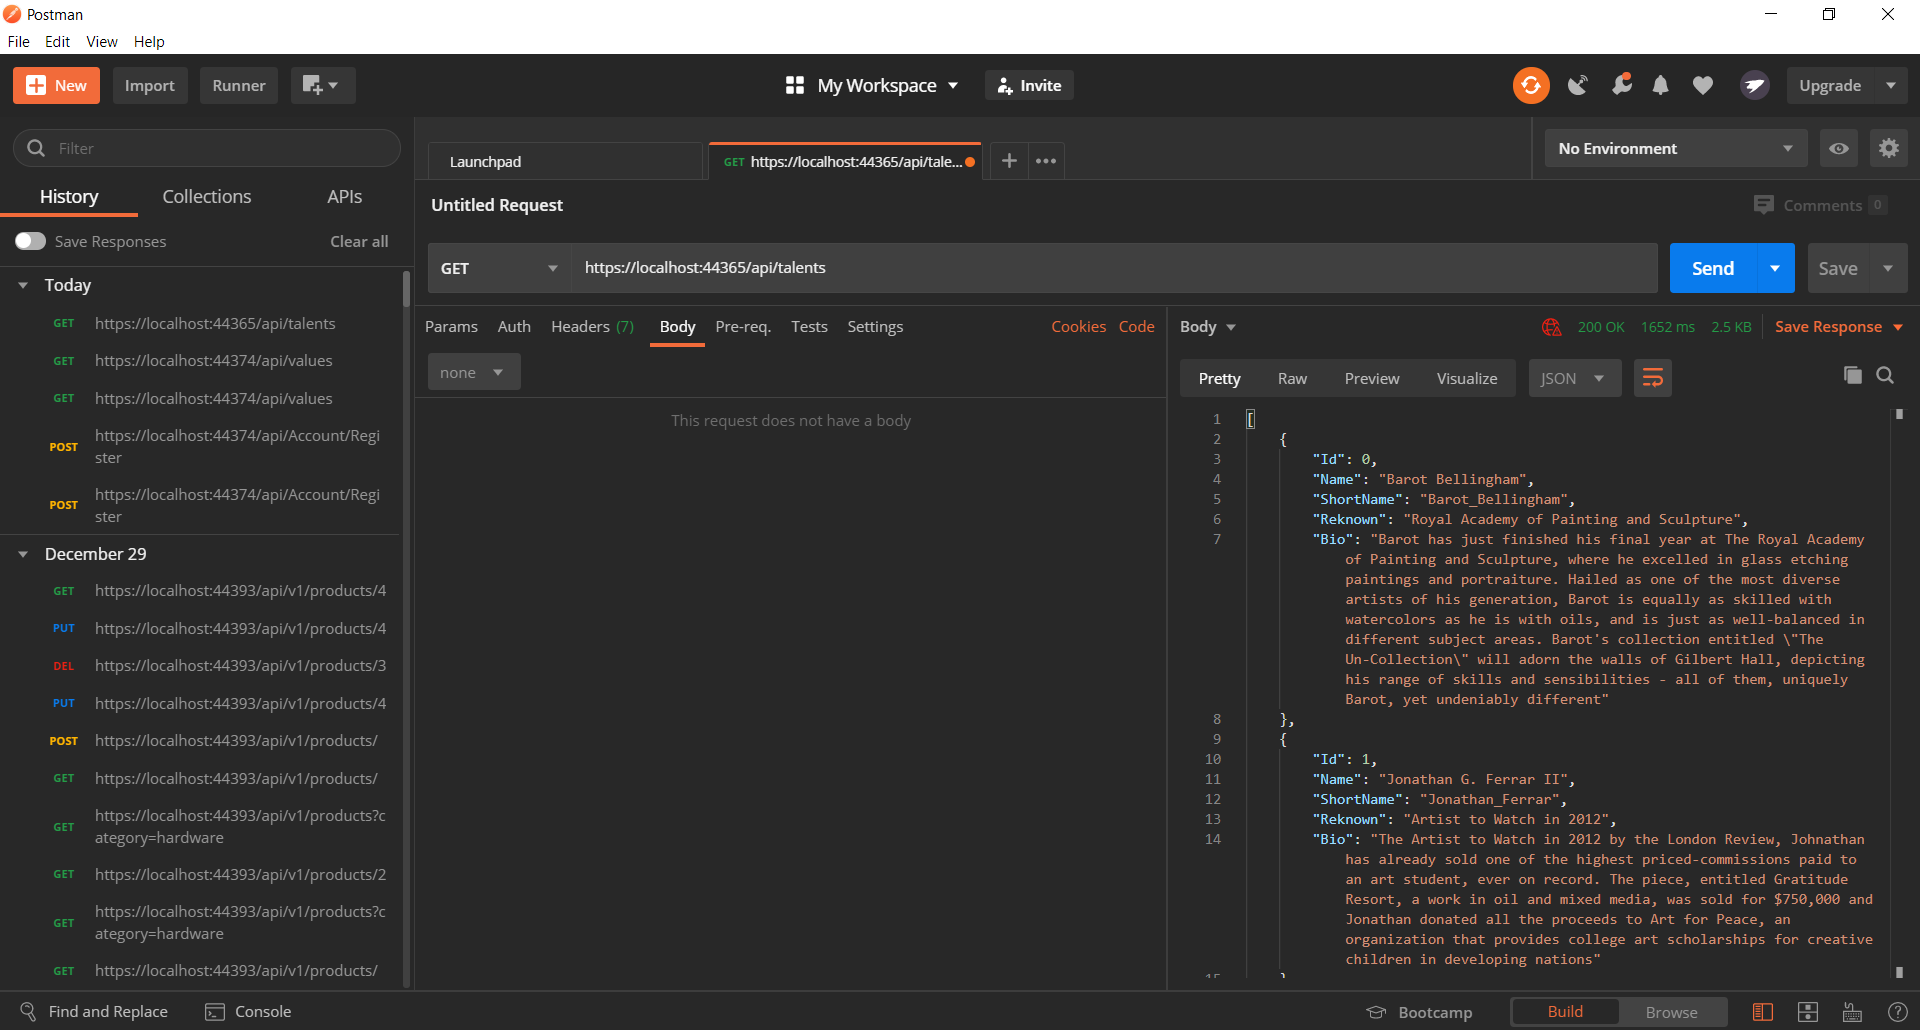 Postman
File Edit View Help
New Import Runner My Workspace Invite Upgrade
Filter
History Collections APIs
Save Responses Clear all
Today
GET https://localhost:44365/api/talents
GET https://localhost:44374/api/values
GET https://localhost:44374/api/values
POST https://localhost:44374/api/Account/Regi
ster
POST https://localhost:44374/api/Account/Regi
ster
December 29
GET https://localhost:44393/api/v1/products/4
PUT https://localhost:44393/api/v1/products/4
DEL https://localhost:44393/api/v1/products/3
PUT https://localhost:44393/api/v1/products/4
POST https://localhost:44393/api/v1/products/
GET https://localhost:44393/api/v1/products/
GET https://localhost:44393/api/v1/products?c
ategory=hardware
GET https://localhost:44393/api/v1/products/2
GET https://localhost:44393/api/v1/products?c
ategory=hardware
GET https://localhost:44393/api/v1/products/
Launchpad GET https://localhost:44365/api/tale... No Environment
Untitled Request Comments 0
GET https://localhost:44365/api/talents Send Save
Params Auth Headers (7) Body Pre-req. Tests Settings Cookies Code
none
This request does not have a body
Body 200 OK 1652 ms 2.5 KB Save Response
Pretty Raw Preview Visualize JSON
1 [
2 {
3 "Id": 0,
4 "Name": "Barot Bellingham",
5 "ShortName": "Barot_Bellingham",
6 "Reknown": "Royal Academy of Painting and Sculpture",
7 "Bio": "Barot has just finished his final year at The Royal Academy
of Painting and Sculpture, where he excelled in glass etching
paintings and portraiture. Hailed as one of the most diverse
artists of his generation, Barot is equally as skilled with
watercolors as he is with oils, and is just as well-balanced in
different subject areas. Barot's collection entitled \"The
Un-Collection\" will adorn the walls of Gilbert Hall, depicting
his range of skills and sensibilities - all of them, uniquely
Barot, yet undeniably different"
8 },
9 {
10 "Id": 1,
11 "Name": "Jonathan G. Ferrar II",
12 "ShortName": "Jonathan_Ferrar",
13 "Reknown": "Artist to Watch in 2012",
14 "Bio": "The Artist to Watch in 2012 by the London Review, Johnathan
has already sold one of the highest priced-commissions paid to
an art student, ever on record. The piece, entitled Gratitude
Resort, a work in oil and mixed media, was sold for $750,000 and
Jonathan donated all the proceeds to Art for Peace, an
organization that provides college art scholarships for creative
children in developing nations"
Find and Replace Console Bootcamp Build Browse